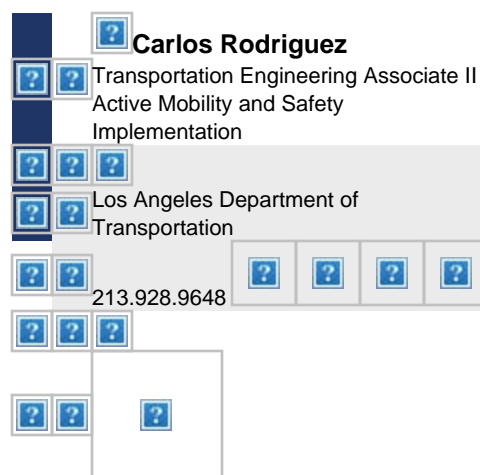 Carlos Rodriguez
Transportation Engineering Associate II
Active Mobility and Safety
Implementation
Los Angeles Department of
Transportation
213.928.9648